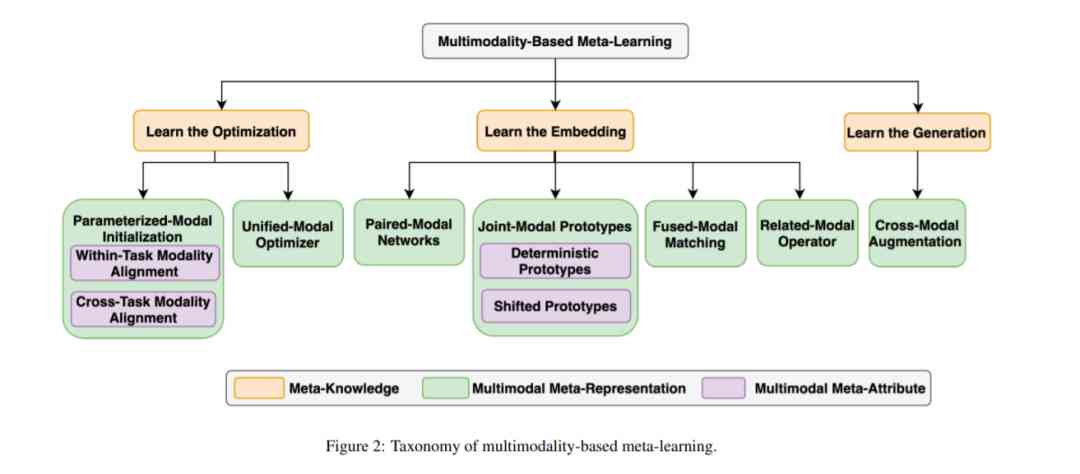 Multimodality-Based Meta-Learning
Learn the Optimization
Learn the Embedding
Learn the Generation
Parameterized-Modal
Initialization
Within-Task Modality
Alignment
Cross-Task Modality
Alignment
Unified-Modal
Optimizer
Paired-Modal
Networks
Joint-Modal Prototypes
Deterministic
Prototypes
Shifted Prototypes
Fused-Modal
Matching
Related-Modal
Operator
Cross-Modal
Augmentation
Meta-Knowledge
Multimodal Meta-Representation
Multimodal Meta-Attribute
Figure 2: Taxonomy of multimodality-based meta-learning.